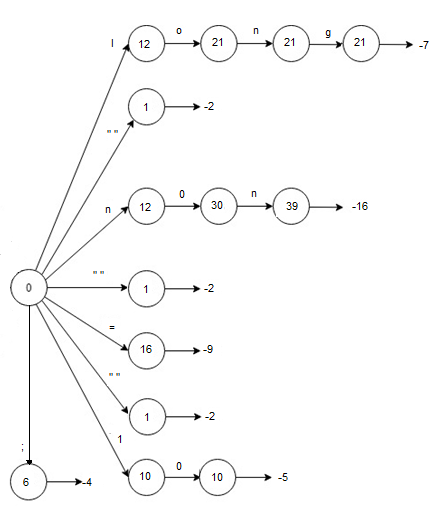 l 12 o 21 n 21 g 21 -7
" " 1 -2
n 12 0 30 n 39 -16
0 " " 1 -2
= 16 -9
" " 1 -2
1 10 0 10 -5
; 6 -4